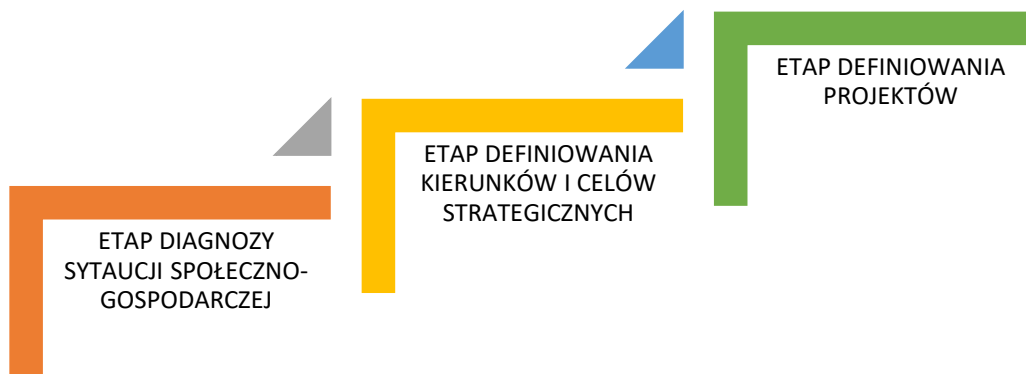 ETAP DIAGNOZY
SYTAUCJI SPOŁECZNO-
GOSPODARCZEJ
ETAP DEFINIOWANIA
KIERUNKÓW I CELÓW
STRATEGICZNYCH
ETAP DEFINIOWANIA
PROJEKTÓW